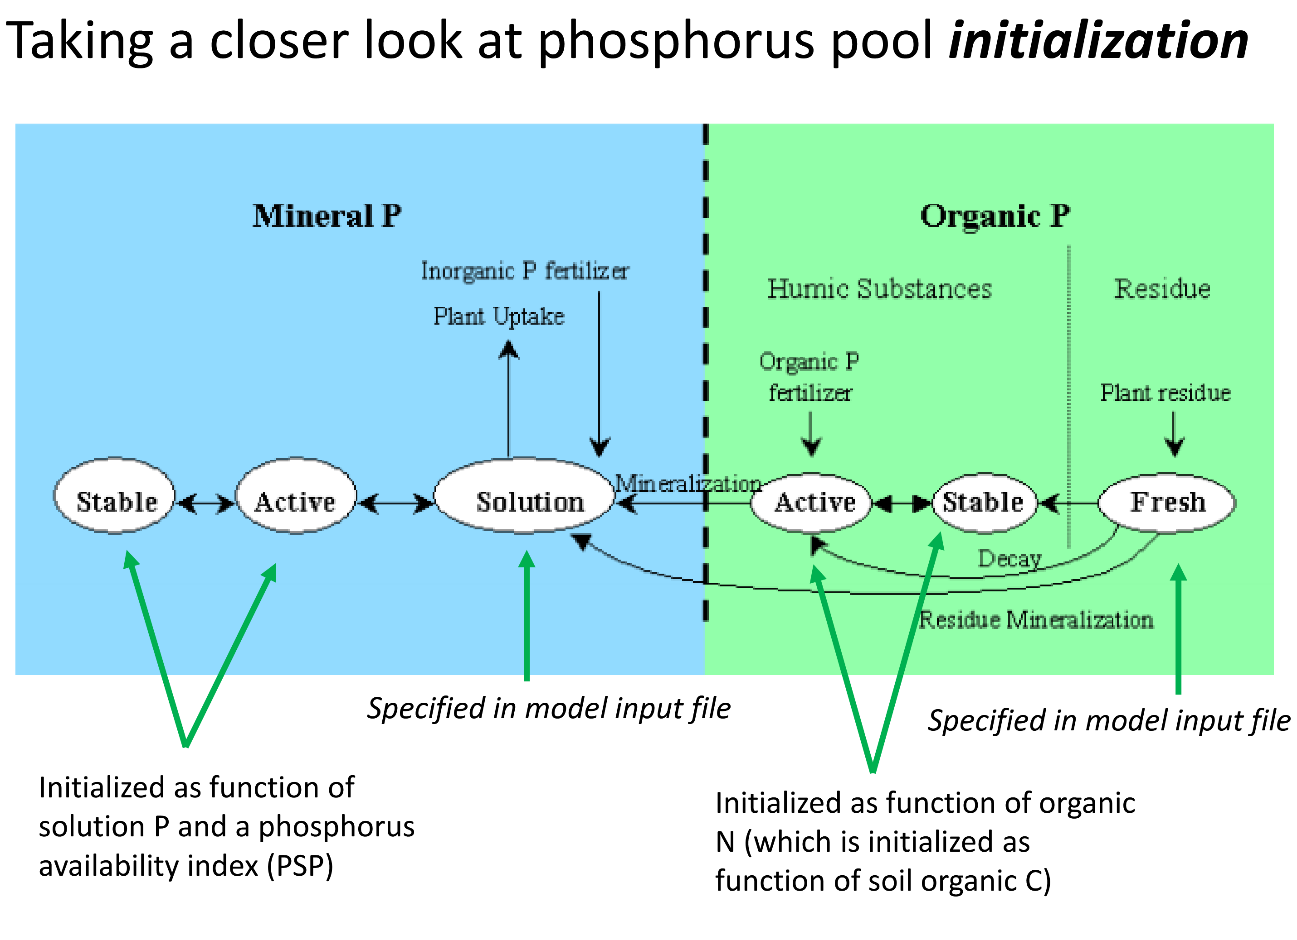 Taking a closer look at phosphorus pool initialization
Mineral P
Organic P
Inorganic P fertilizer
Plant Uptake
Humic Substances
Residue
Organic P
fertilizer
Plant residue
Stable
Active
Solution
Mineralization
Active
Stable
Fresh
Decay
Residue Mineralization
Specified in model input file
Specified in model input file
Initialized as function of
solution P and a phosphorus
availability index (PSP)
Initialized as function of organic
N (which is initialized as
function of soil organic C)